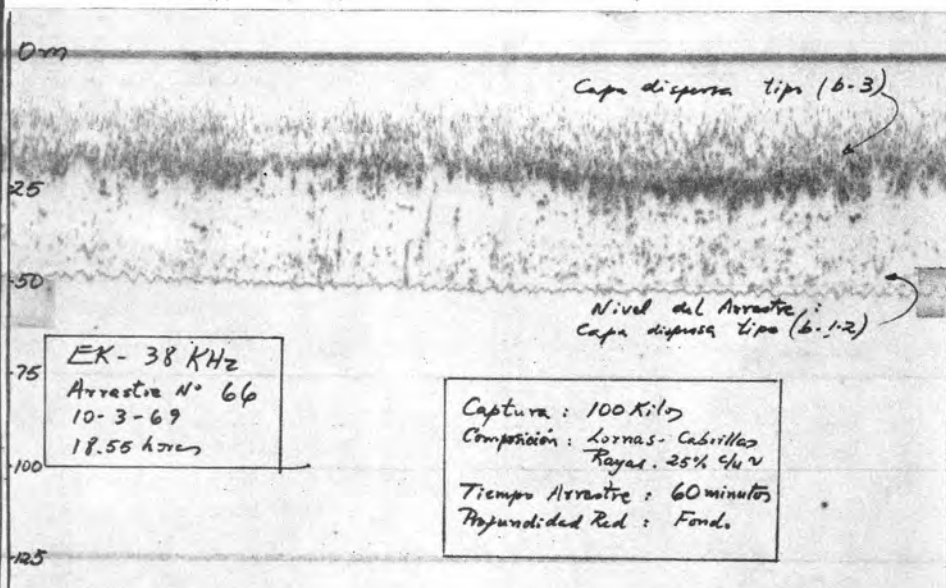 0m
Capa dispersa tipo (b-3)
25
50
Nivel del Arrastre:
Capa dispersa tipo (b-1-2)
EK- 38 KHz
Arrastre N° 66
10-3-69
18.55 horas
75
100
125
Captura: 100 Kilos
Composición: Lornas- Cabrillas
Rayas. 25% c/u
Tiempo Arrastre: 60 minutos
Profundidad Red: Fondo